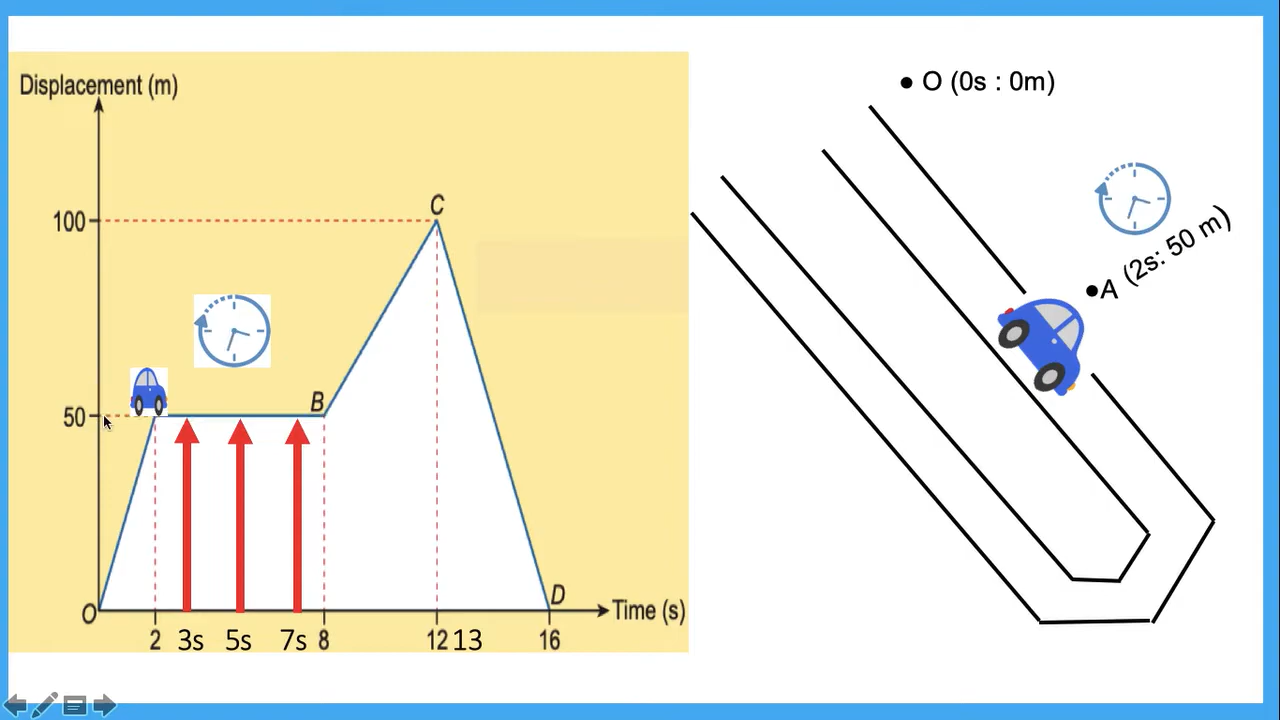 Displacement (m)
100
C
B
50
O
D
Time (s)
2 3s 5s 7s 8 12 13 16
• O (0s : 0m)
•A (2s: 50 m)